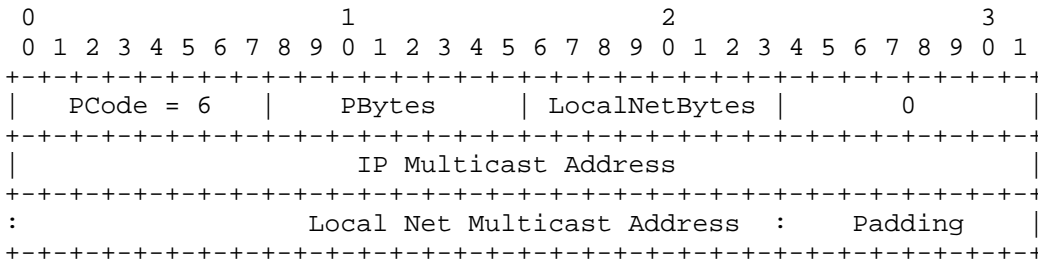 0                   1                   2                   3
 0 1 2 3 4 5 6 7 8 9 0 1 2 3 4 5 6 7 8 9 0 1 2 3 4 5 6 7 8 9 0 1
+-+-+-+-+-+-+-+-+-+-+-+-+-+-+-+-+-+-+-+-+-+-+-+-+-+-+-+-+-+-+-+-+
|   PCode = 6   |    PBytes     | LocalNetBytes |       0       |
+-+-+-+-+-+-+-+-+-+-+-+-+-+-+-+-+-+-+-+-+-+-+-+-+-+-+-+-+-+-+-+-+
|                     IP Multicast Address                      |
+-+-+-+-+-+-+-+-+-+-+-+-+-+-+-+-+-+-+-+-+-+-+-+-+-+-+-+-+-+-+-+-+
:                  Local Net Multicast Address  :    Padding    |
+-+-+-+-+-+-+-+-+-+-+-+-+-+-+-+-+-+-+-+-+-+-+-+-+-+-+-+-+-+-+-+-+